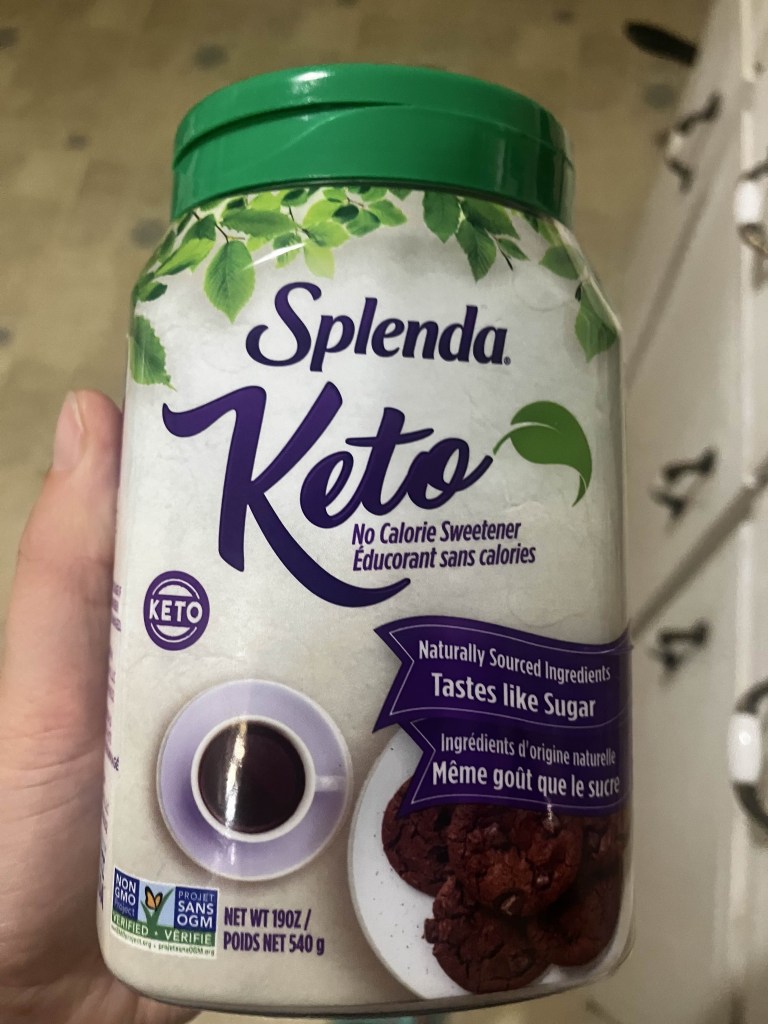 Splenda®
Keto
No Calorie Sweetener
Éducorant sans calories
KETO
Naturally Sourced Ingredients
Tastes like Sugar
Ingrédients d'origine naturelle
Même goût que le sucre
NON
GMO
Project
VERIFIED • VÉRIFIÉ
PROJET
SANS
OGM
NET WT 19OZ /
POIDS NET 540 g